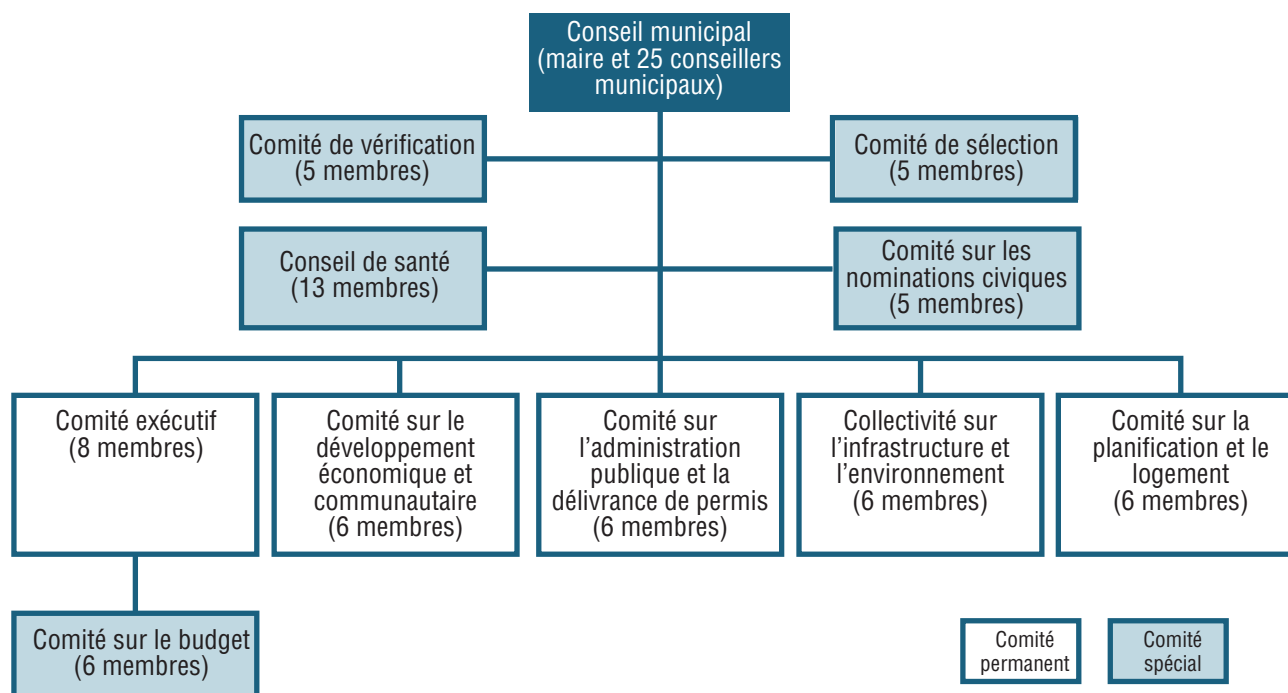 Conseil municipal
(maire et 25 conseillers
municipaux)
Comité de vérification
(5 membres)
Comité de sélection
(5 membres)
Conseil de santé
(13 membres)
Comité sur les
nominations civiques
(5 membres)
Comité exécutif
(8 membres)
Comité sur le
développement
économique et
communautaire
(6 membres)
Comité sur
l'administration
publique et la
délivrance de permis
(6 membres)
Collectivité sur
l'infrastructure et
l'environnement
(6 membres)
Comité sur la
planification et le
logement
(6 membres)
Comité sur le budget
(6 membres)
Comité
permanent
Comité
spécial